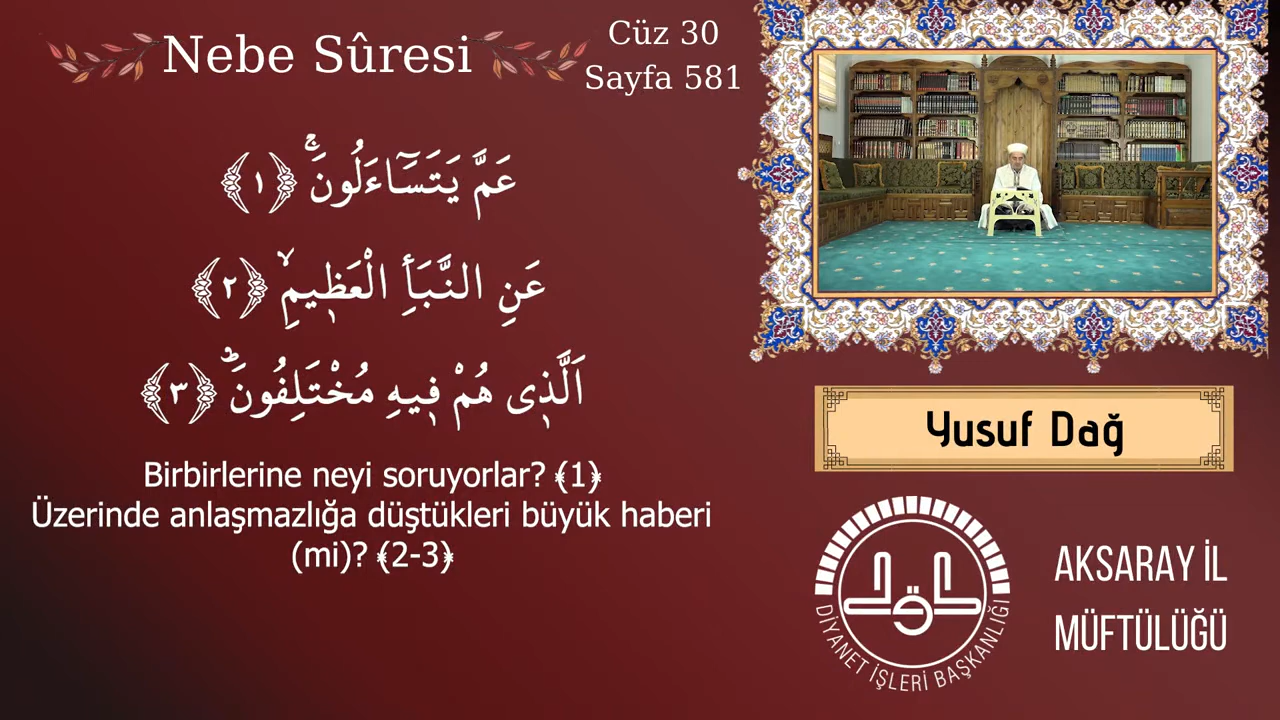 Nebe Sûresi
Cüz 30
Sayfa 581
عَمَّ يَتَسَٓاءَلُونَۚ ﴿١﴾
عَنِ النَّبَأِ الْعَظ۪يمِۙ ﴿٢﴾
اَلَّذ۪ى هُمْ ف۪يهِ مُخْتَلِفُونَۜ ﴿٣﴾
Birbirlerine neyi soruyorlar? ﴾1﴿
Üzerinde anlaşmazlığa düştükleri büyük haberi
(mi)? ﴾2-3﴿
Yusuf Dağ
DİYANET İŞLERİ BAŞKANLIĞI
AKSARAY İL
MÜFTÜLÜĞÜ